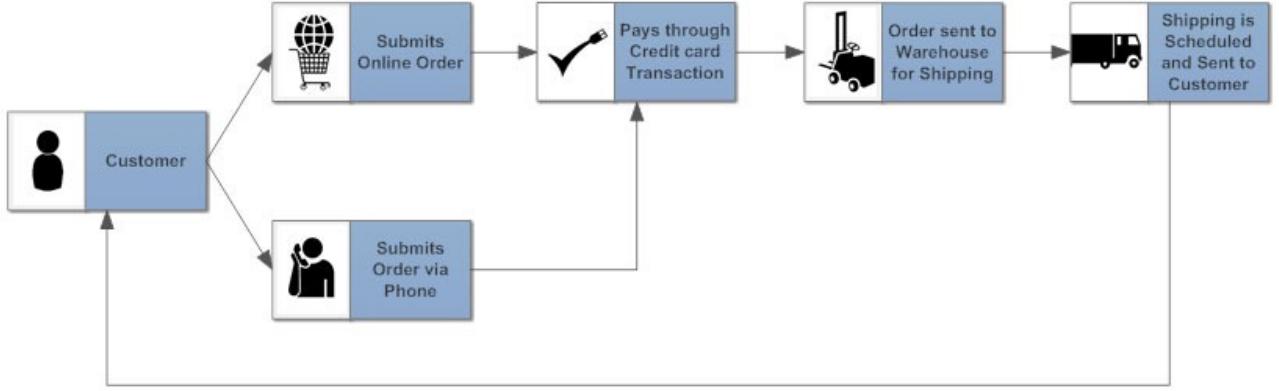 Customer
Submits
Online Order
Submits
Order via
Phone
Pays through
Credit card
Transaction
Order sent to
Warehouse
for Shipping
Shipping is
Scheduled
and Sent to
Customer